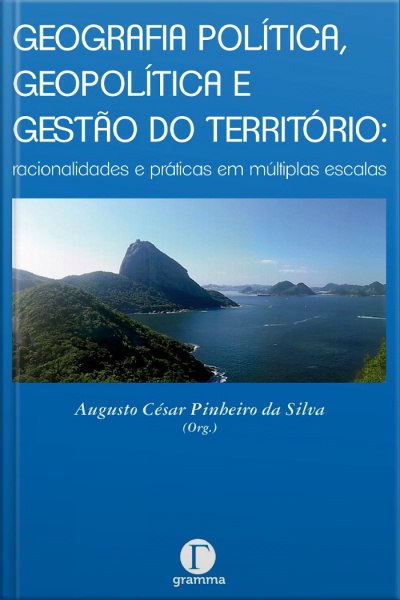 GEOGRAFIA POLÍTICA,
GEOPOLÍTICA E
GESTÃO DO TERRITÓRIO:
racionalidades e práticas em múltiplas escalas
Augusto César Pinheiro da Silva
(Org.)
Γ
gramma